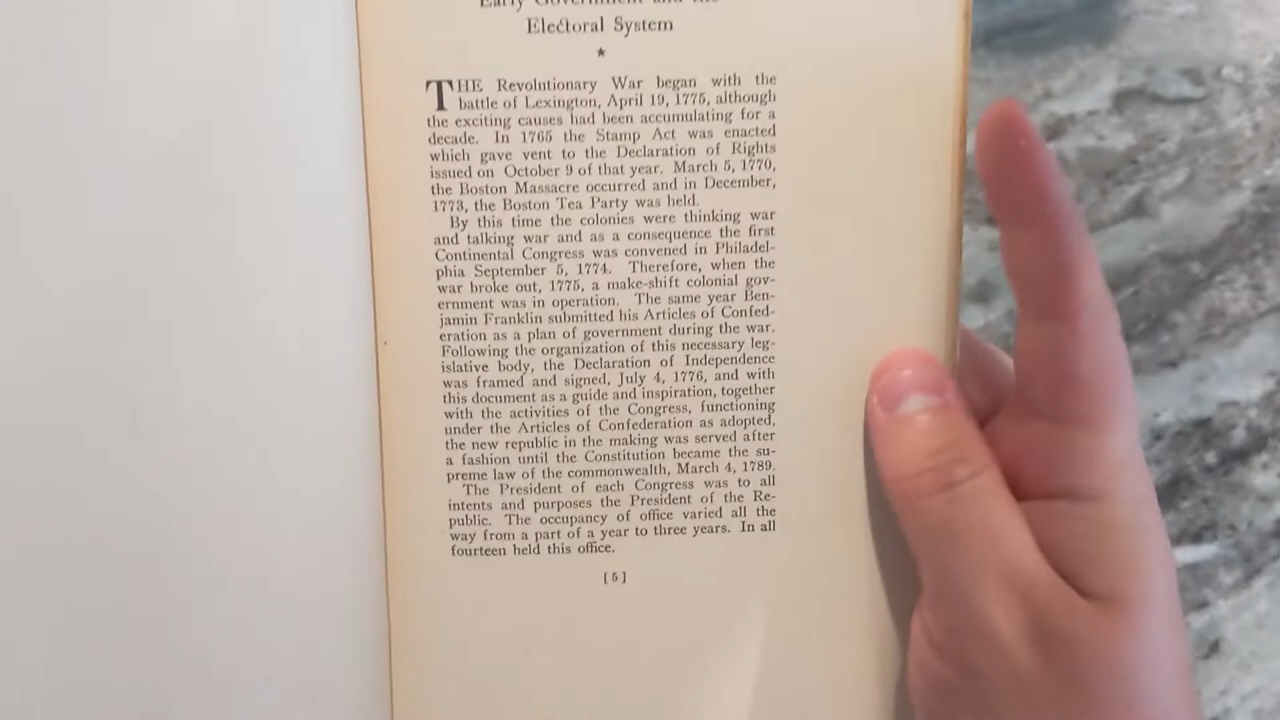 Early Government and the
Electoral System
★
THE Revolutionary War began with the
battle of Lexington, April 19, 1775, although
the exciting causes had been accumulating for a
decade. In 1765 the Stamp Act was enacted
which gave vent to the Declaration of Rights
issued on October 9 of that year. March 5, 1770,
the Boston Massacre occurred and in December,
1773, the Boston Tea Party was held.
By this time the colonies were thinking war
and talking war and as a consequence the first
Continental Congress was convened in Philadel-
phia September 5, 1774. Therefore, when the
war broke out, 1775, a make-shift colonial gov-
ernment was in operation. The same year Ben-
jamin Franklin submitted his Articles of Confed-
eration as a plan of government during the war.
Following the organization of this necessary leg-
islative body, the Declaration of Independence
was framed and signed, July 4, 1776, and with
this document as a guide and inspiration, together
with the activities of the Congress, functioning
under the Articles of Confederation as adopted,
the new republic in the making was served after
a fashion until the Constitution became the su-
preme law of the commonwealth, March 4, 1789.
The President of each Congress was to all
intents and purposes the President of the Re-
public. The occupancy of office varied all the
way from a part of a year to three years. In all
fourteen held this office.
[ 5 ]